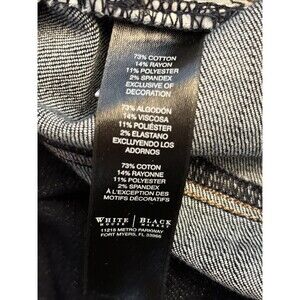 73% COTTON
14% RAYON
11% POLYESTER
2% SPANDEX
EXCLUSIVE OF
DECORATION
73% ALGODÓN
14% VISCOSA
11% POLIÉSTER
2% ELASTANO
EXCLUYENDO LOS
ADORNOS
73% COTON
14% RAYONNE
11% POLYESTER
2% SPANDEX
À L'EXCEPTION DES
MOTIFS DÉCORATIFS
WHITE | BLACK
HOUSE | MARKET
11215 METRO PARKWAY
FORT MYERS, FL 33966